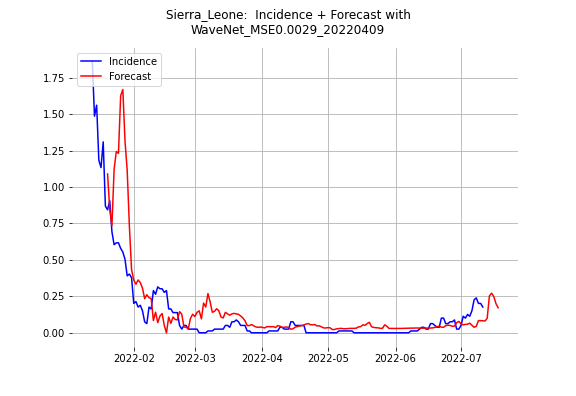 Sierra_Leone:  Incidence + Forecast with
WaveNet_MSE0.0029_20220409
Incidence
Forecast
1.75
1.50
1.25
1.00
0.75
0.50
0.25
0.00
2022-02 2022-03 2022-04 2022-05 2022-06 2022-07